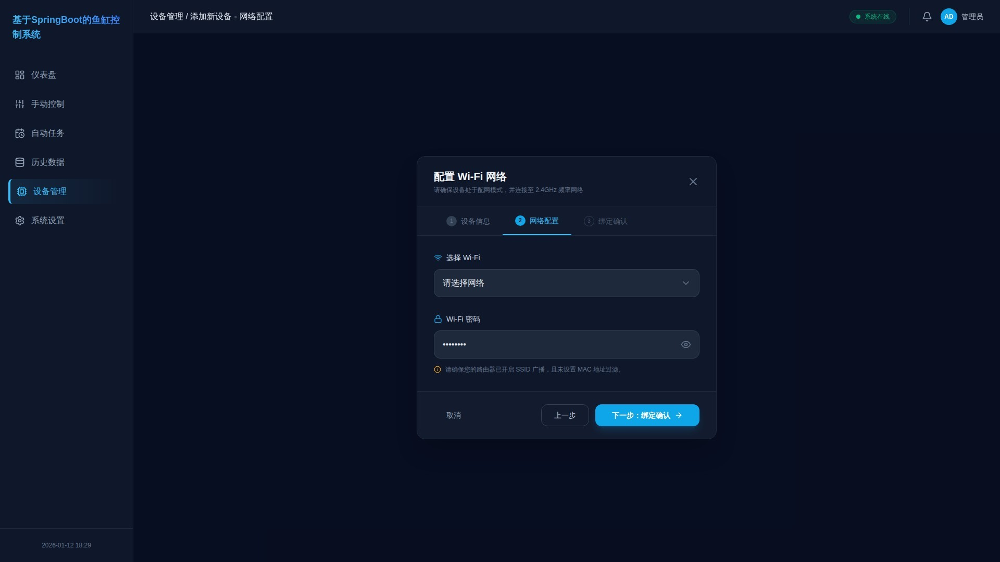 基于SpringBoot的鱼缸控
制系统
仪表盘
手动控制
自动任务
历史数据
设备管理
系统设置
2026-01-12 18:29
设备管理 / 添加新设备 - 网络配置
系统在线
AD
管理员
配置 Wi-Fi 网络
请确保设备处于配网模式，并连接至 2.4GHz 频率网络
1 设备信息
2 网络配置
3 绑定确认
选择 Wi-Fi
请选择网络
Wi-Fi 密码
••••••••
请确保您的路由器已开启 SSID 广播，且未设置 MAC 地址过滤。
取消
上一步
下一步：绑定确认